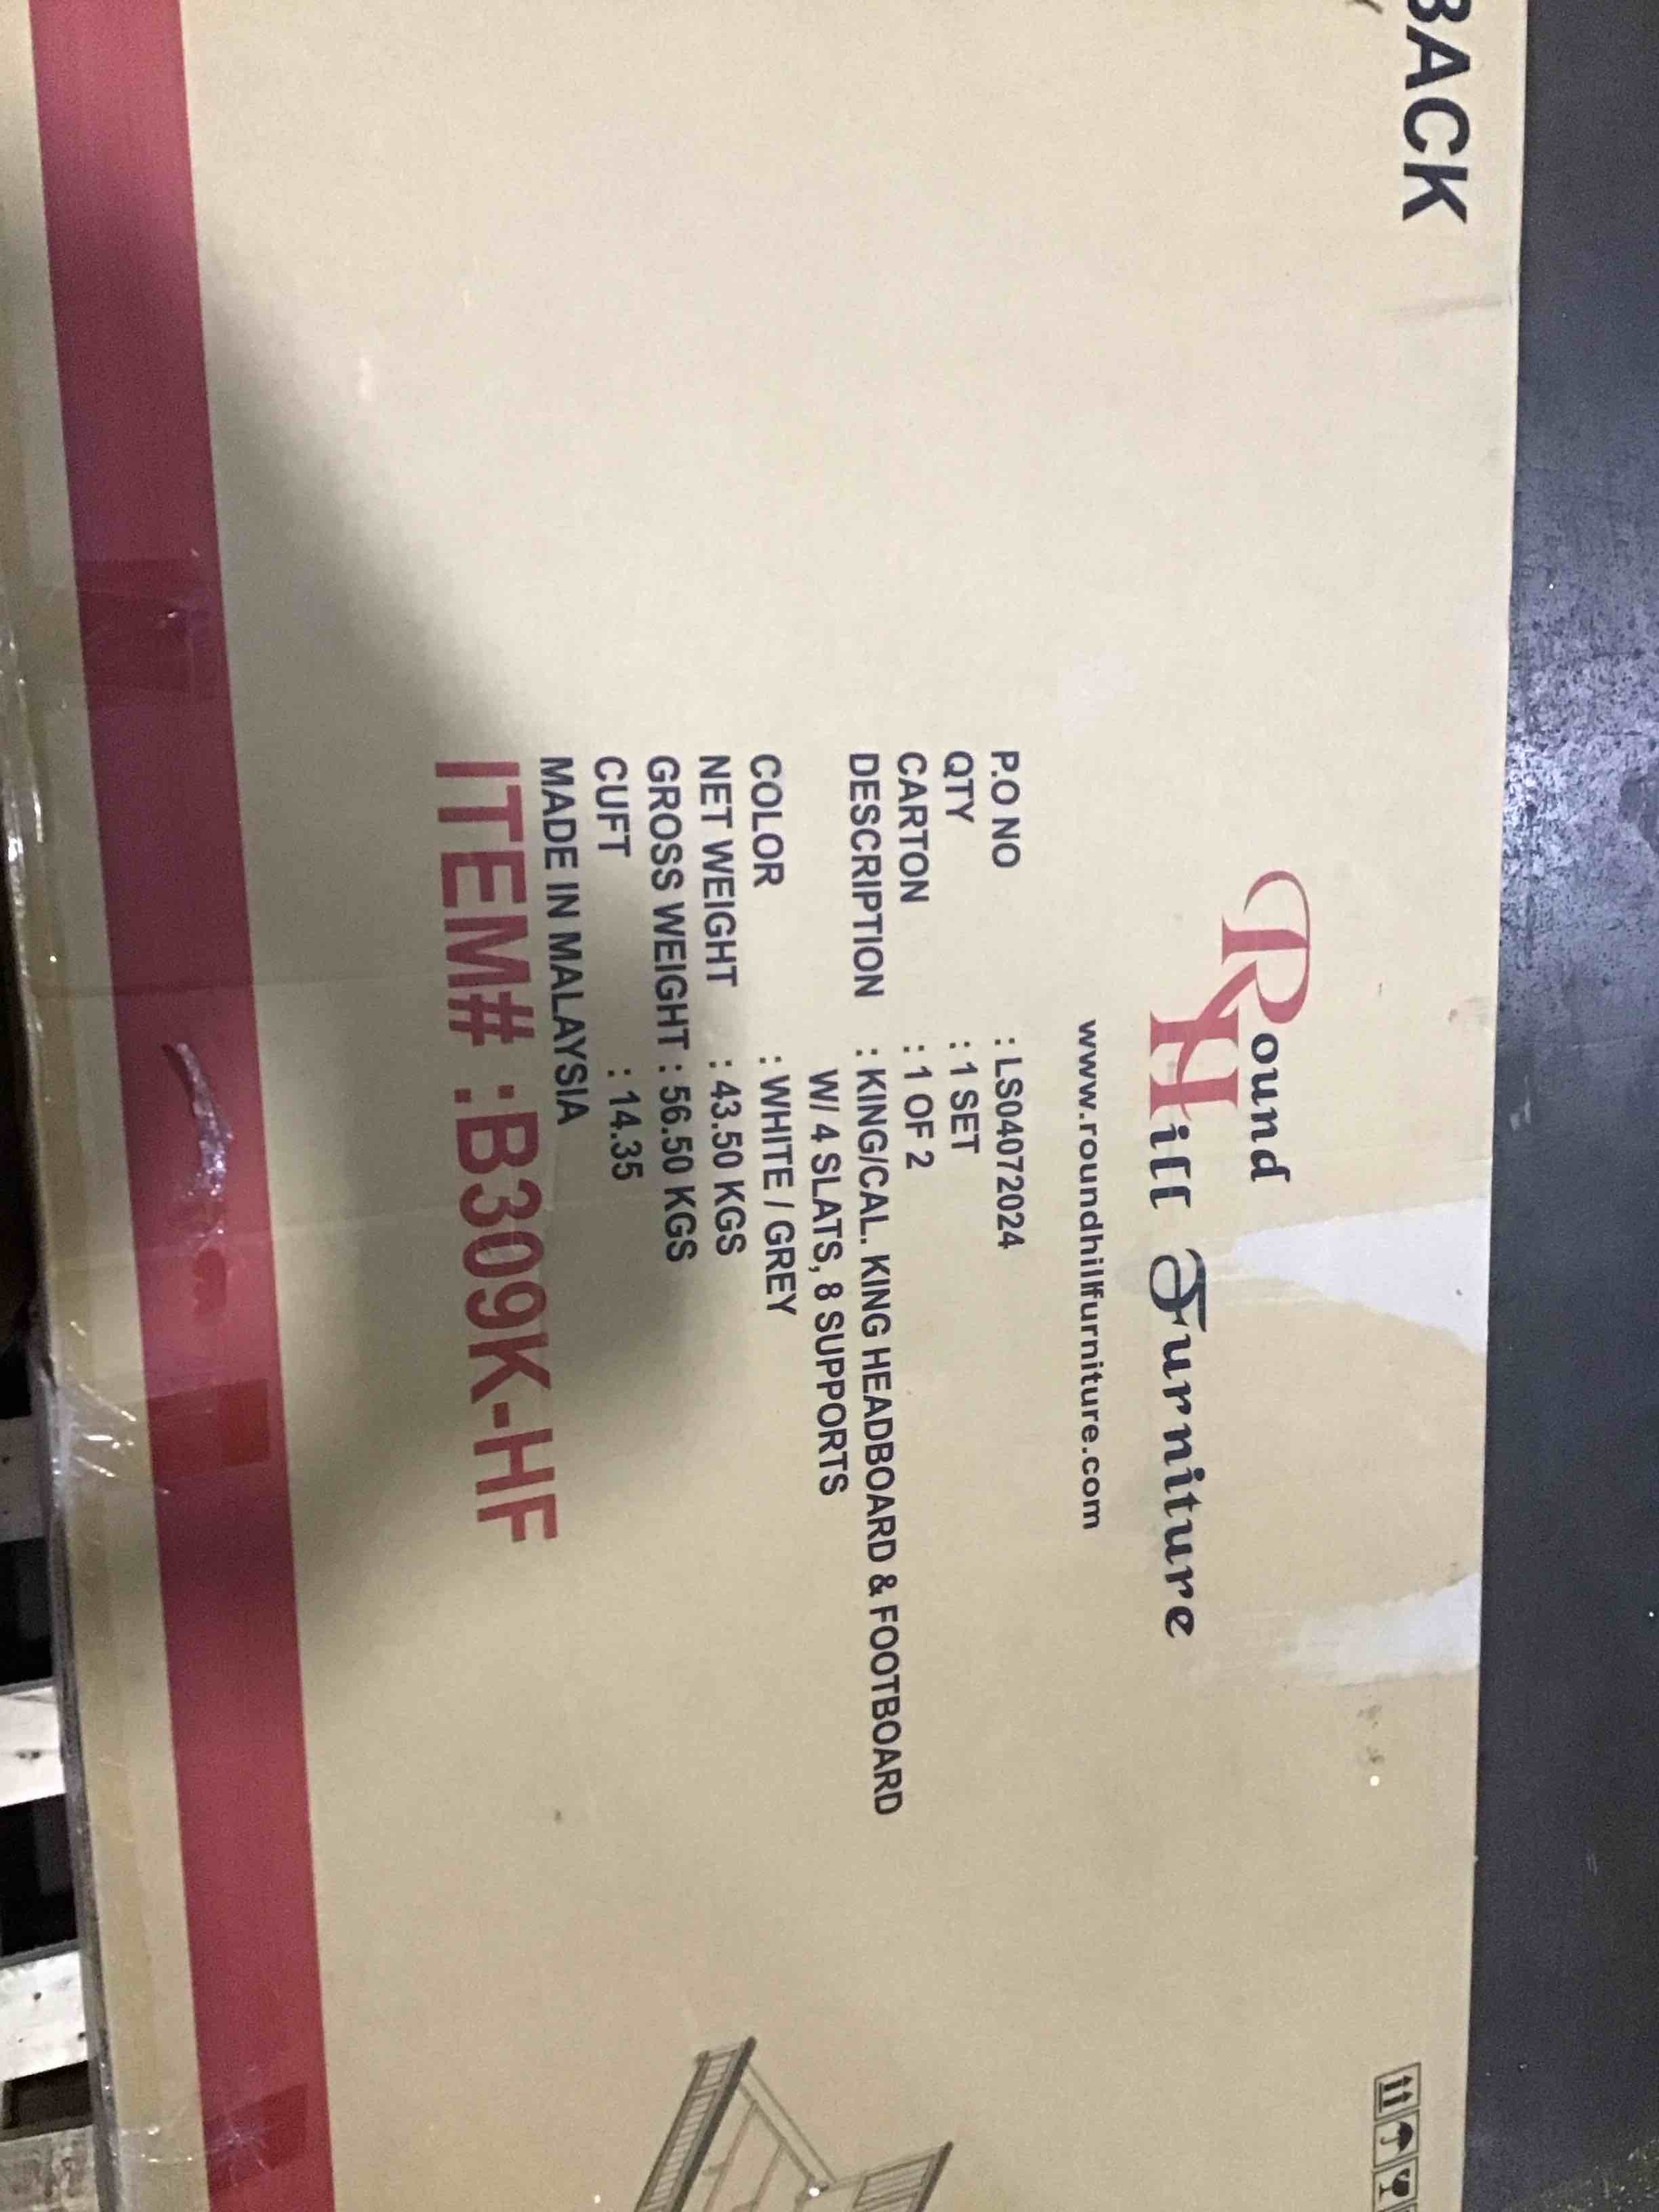 BACK
Round
Hill Furniture
www.roundhillfurniture.com
P.O NO : LS04072024
QTY : 1 SET
CARTON : 1 OF 2
DESCRIPTION : KING/CAL. KING HEADBOARD & FOOTBOARD
W/ 4 SLATS, 8 SUPPORTS
COLOR : WHITE / GREY
NET WEIGHT : 43.50 KGS
GROSS WEIGHT : 56.50 KGS
CUFT : 14.35
MADE IN MALAYSIA
ITEM# :B309K-HF